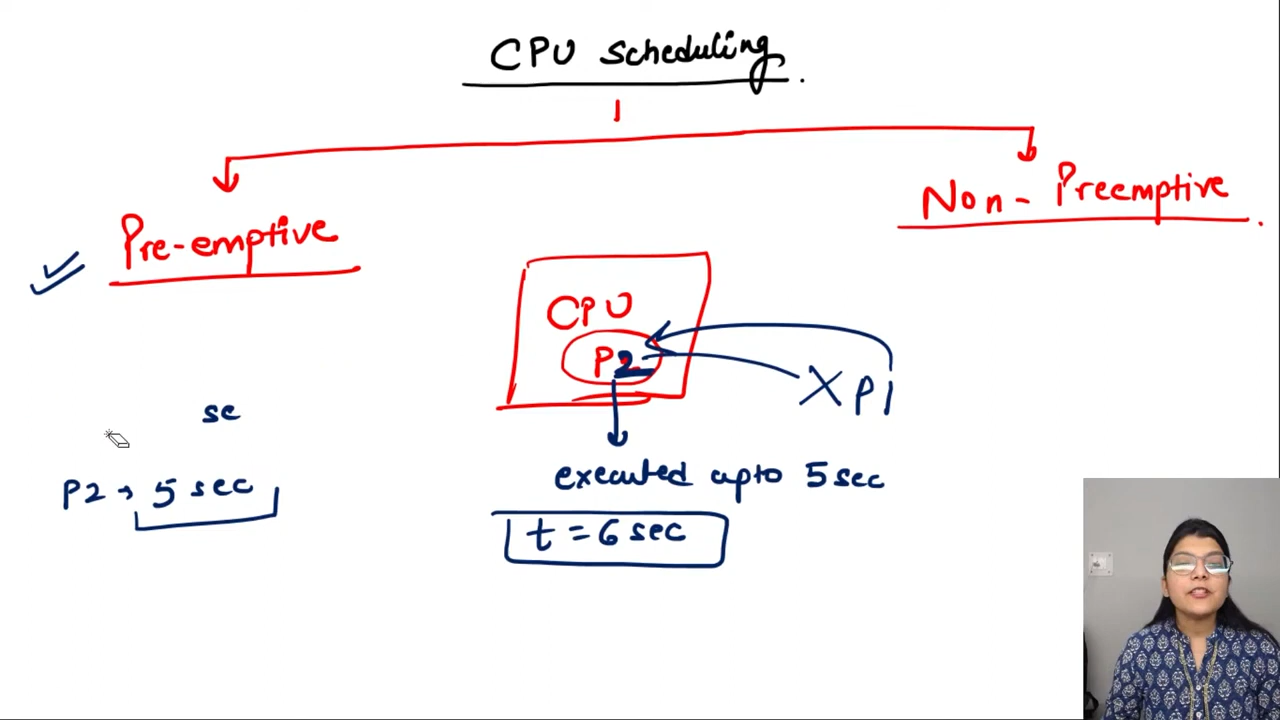 CPU Scheduling
Pre-emptive
Non-Preemptive
CPU
P2
X P1
se
P2 → 5 sec
executed upto 5 sec
t = 6 sec